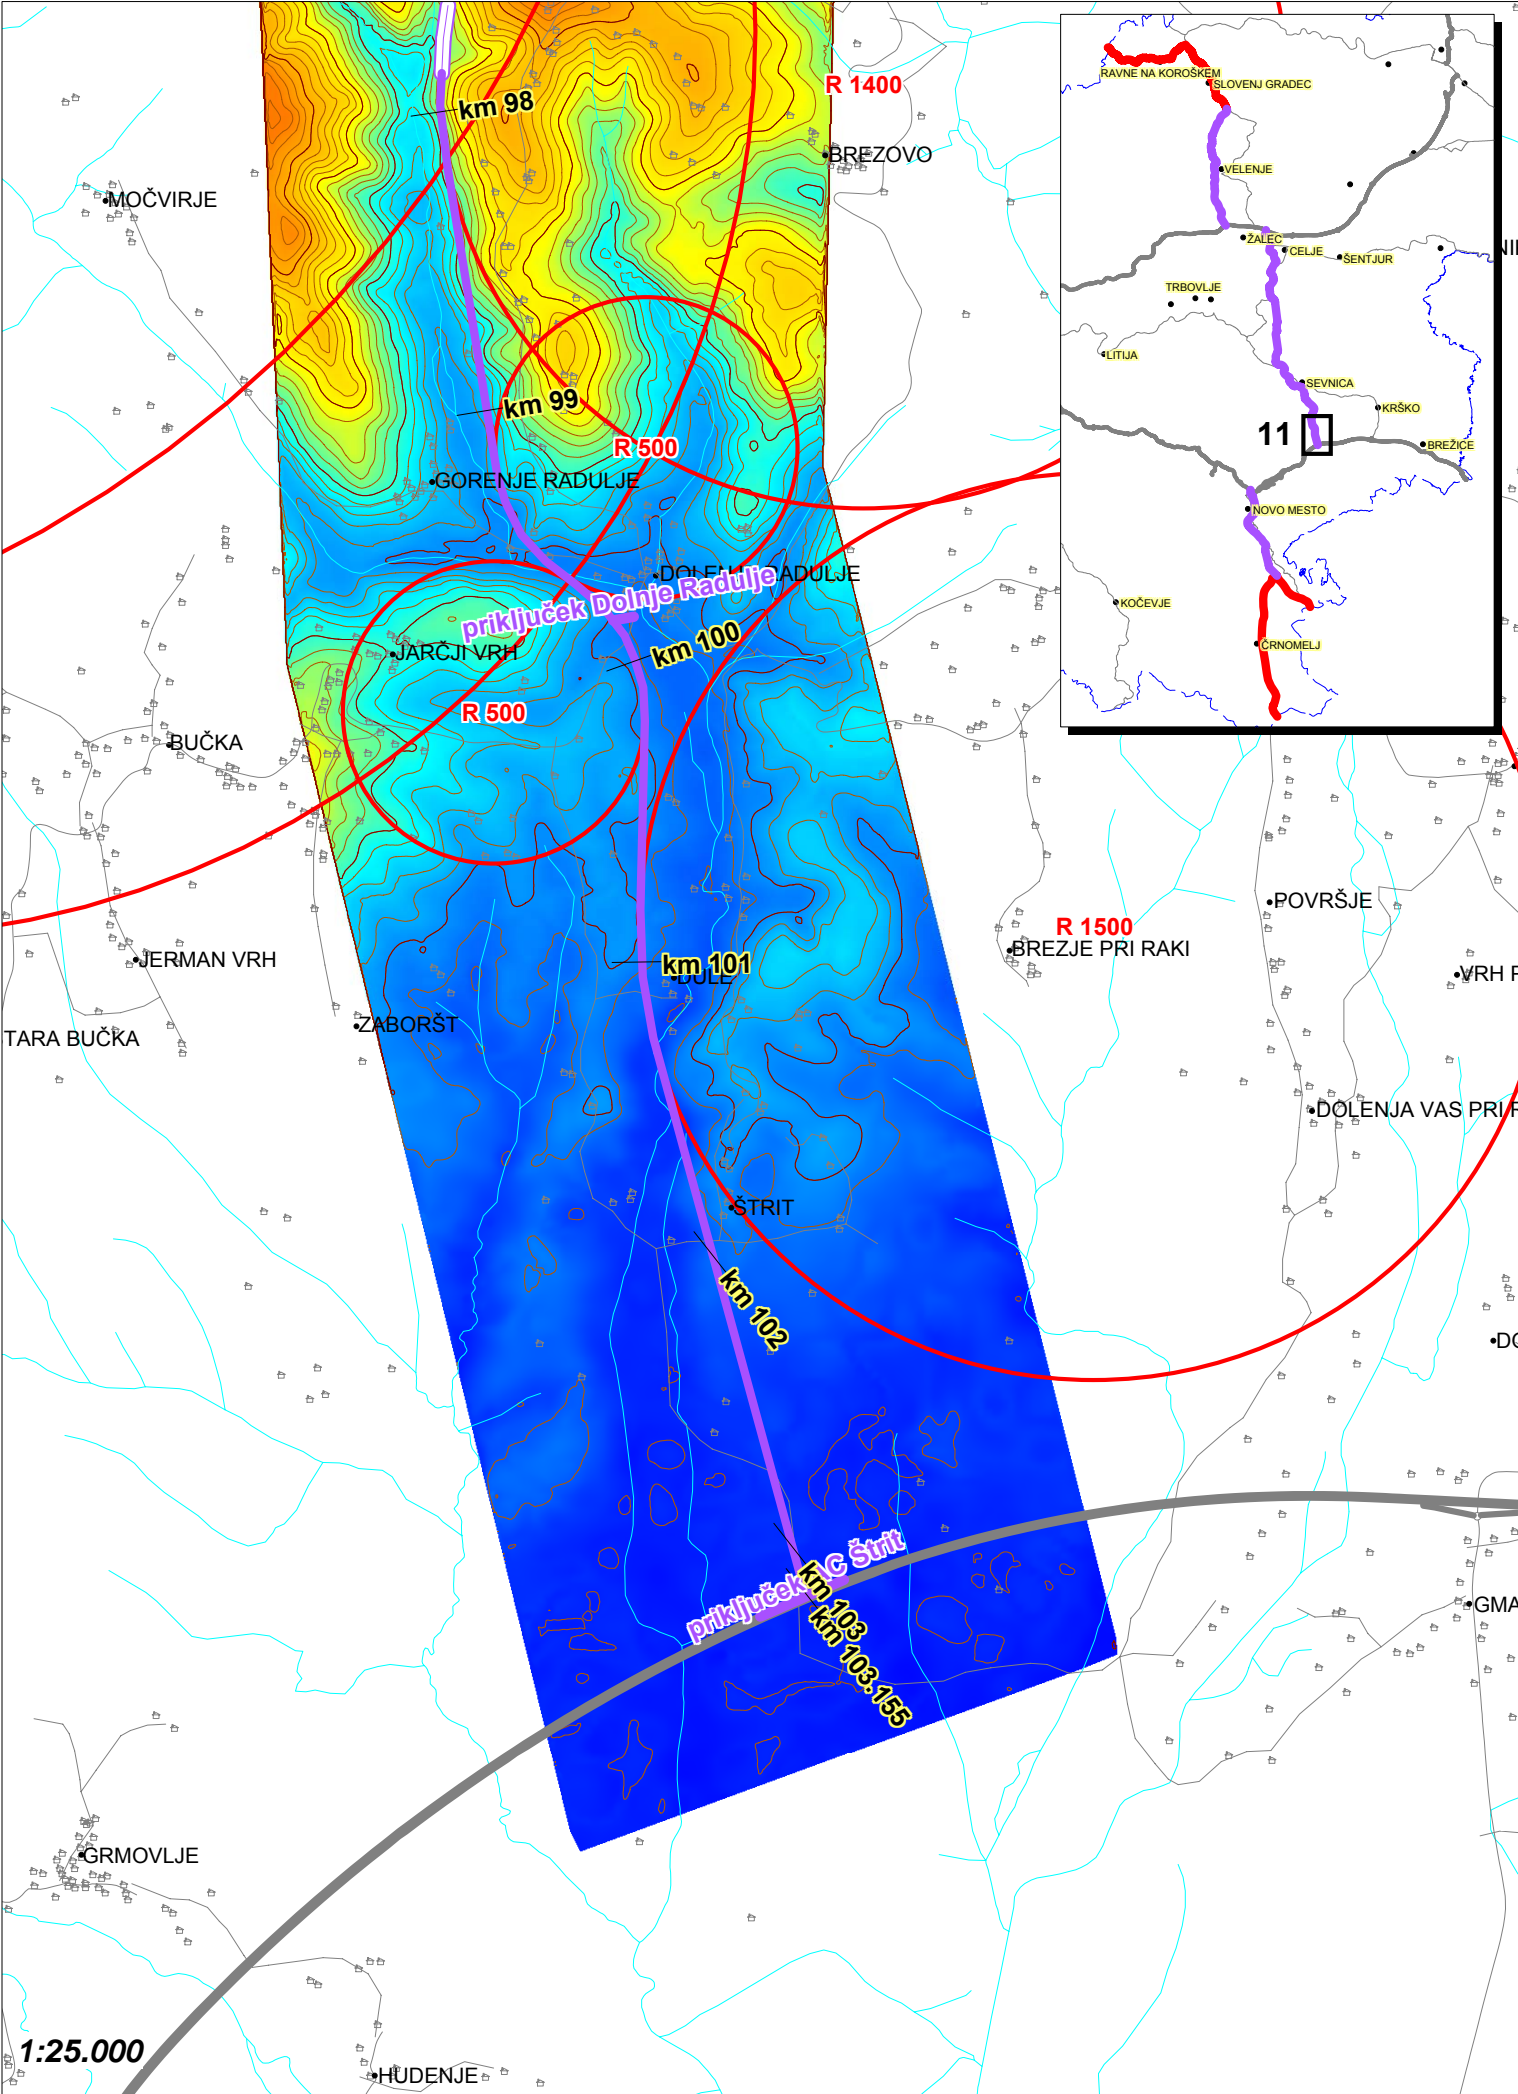 km 98
R 1400
BREZOVO
MOČVIRJE
km 99
R 500
GORENJE RADULJE
DOLENJE RADULJE
priključek Dolnje Radulje
km 100
JARČJI VRH
R 500
BUČKA
POVRŠJE
R 1500
BREZJE PRI RAKI
JERMAN VRH
km 101
DULE
VRH P
ZABORŠT
TARA BUČKA
DOLENJA VAS PRI R
ŠTRIT
km 102
priključek AC Štrit
km 103
km 103.155
GMA
GRMOVLJE
1:25.000
HUDENJE
RAVNE NA KOROŠKEM
SLOVENJ GRADEC
VELENJE
ŽALEC
CELJE
ŠENTJUR
TRBOVLJE
LITIJA
SEVNICA
KRŠKO
11
BREŽICE
NOVO MESTO
KOČEVJE
ČRNOMELJ